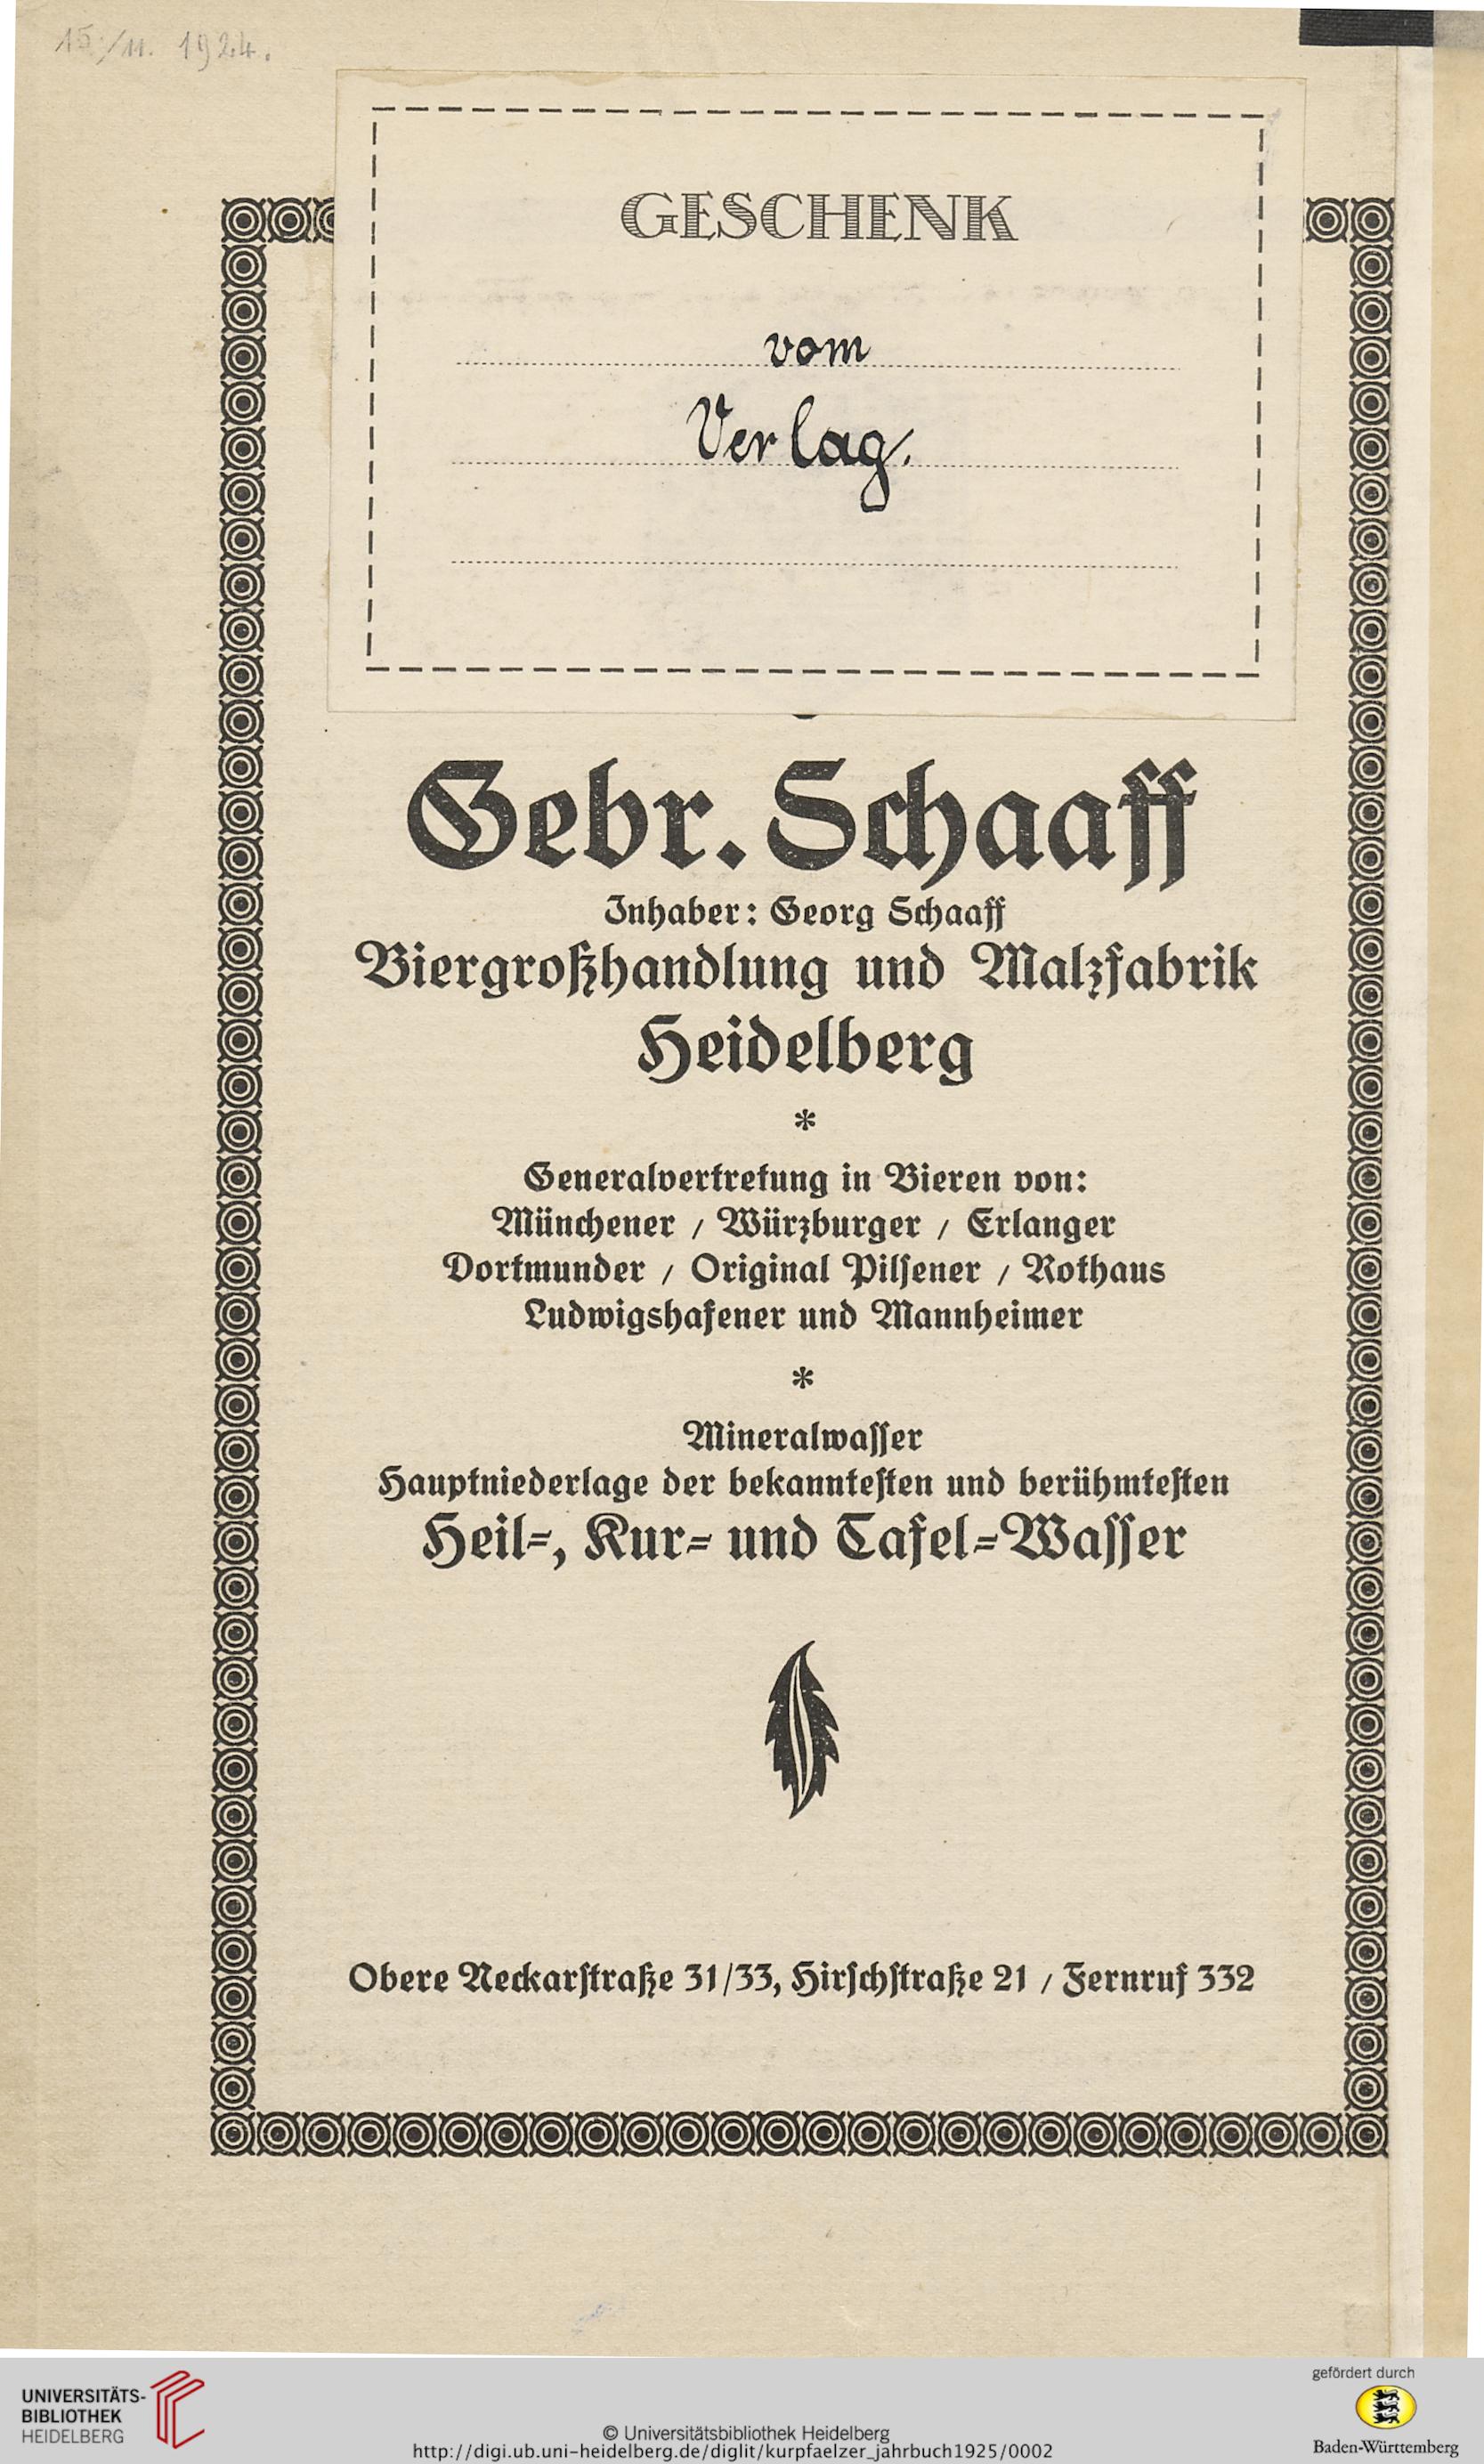 15./11. 1924.
GESCHENK
vom
Verlag.
Gebr. Schaaff
Inhaber: Georg Schaaff
Biergroßhandlung und Malzfabrik
Heidelberg
*
Generalvertretung in Bieren von:
Münchener / Würzburger / Erlanger
Dortmunder / Original Pilsener / Rothaus
Ludwigshafener und Mannheimer
*
Mineralwasser
Hauptniederlage der bekanntesten und berühmtesten
Heil-, Kur- und Tafel-Wasser
Obere Neckarstraße 31/33, Hirschstraße 21 / Fernruf 332
UNIVERSITÄTS-
BIBLIOTHEK
HEIDELBERG
© Universitätsbibliothek Heidelberg
http://digi.ub.uni-heidelberg.de/diglit/kurpfaelzer_jahrbuch1925/0002
gefördert durch
Baden-Württemberg